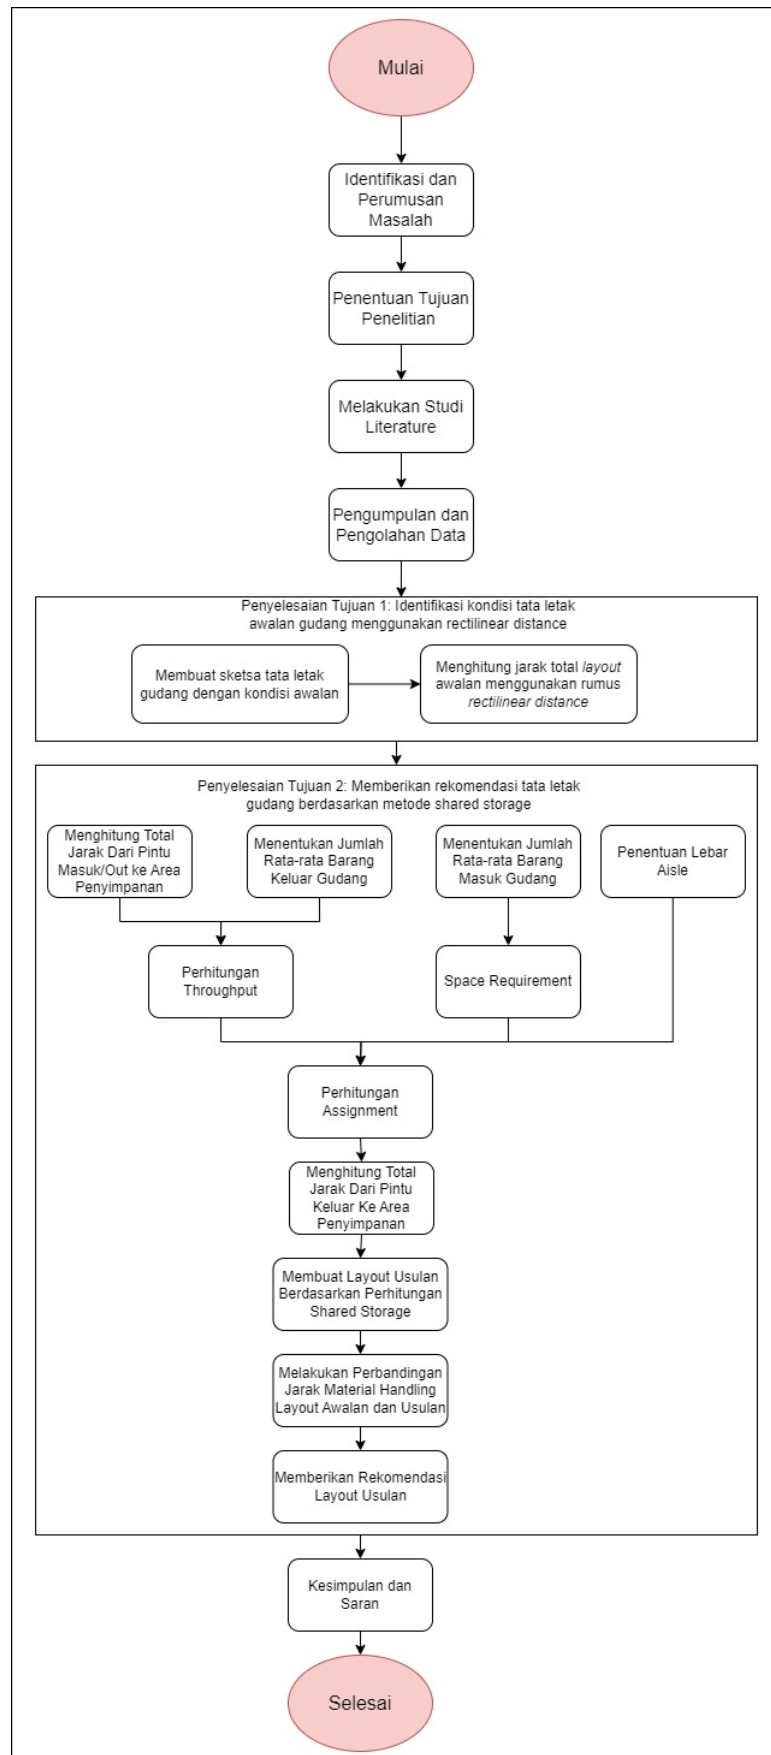 Mulai
Identifikasi dan
Perumusan
Masalah
Penentuan Tujuan
Penelitian
Melakukan Studi
Literature
Pengumpulan dan
Pengolahan Data
Penyelesaian Tujuan 1: Identifikasi kondisi tata letak
awalan gudang menggunakan rectilinear distance
Membuat sketsa tata letak
gudang dengan kondisi awalan
Menghitung jarak total layout
awalan menggunakan rumus
rectilinear distance
Penyelesaian Tujuan 2: Memberikan rekomendasi tata letak
gudang berdasarkan metode shared storage
Menghitung Total
Jarak Dari Pintu
Masuk/Out ke Area
Penyimpanan
Menentukan Jumlah
Rata-rata Barang
Keluar Gudang
Menentukan Jumlah
Rata-rata Barang
Masuk Gudang
Penentuan Lebar
Aisle
Perhitungan
Throughput
Space Requirement
Perhitungan
Assignment
Menghitung Total
Jarak Dari Pintu
Keluar Ke Area
Penyimpanan
Membuat Layout Usulan
Berdasarkan Perhitungan
Shared Storage
Melakukan Perbandingan
Jarak Material Handling
Layout Awalan dan Usulan
Memberikan Rekomendasi
Layout Usulan
Kesimpulan dan
Saran
Selesai